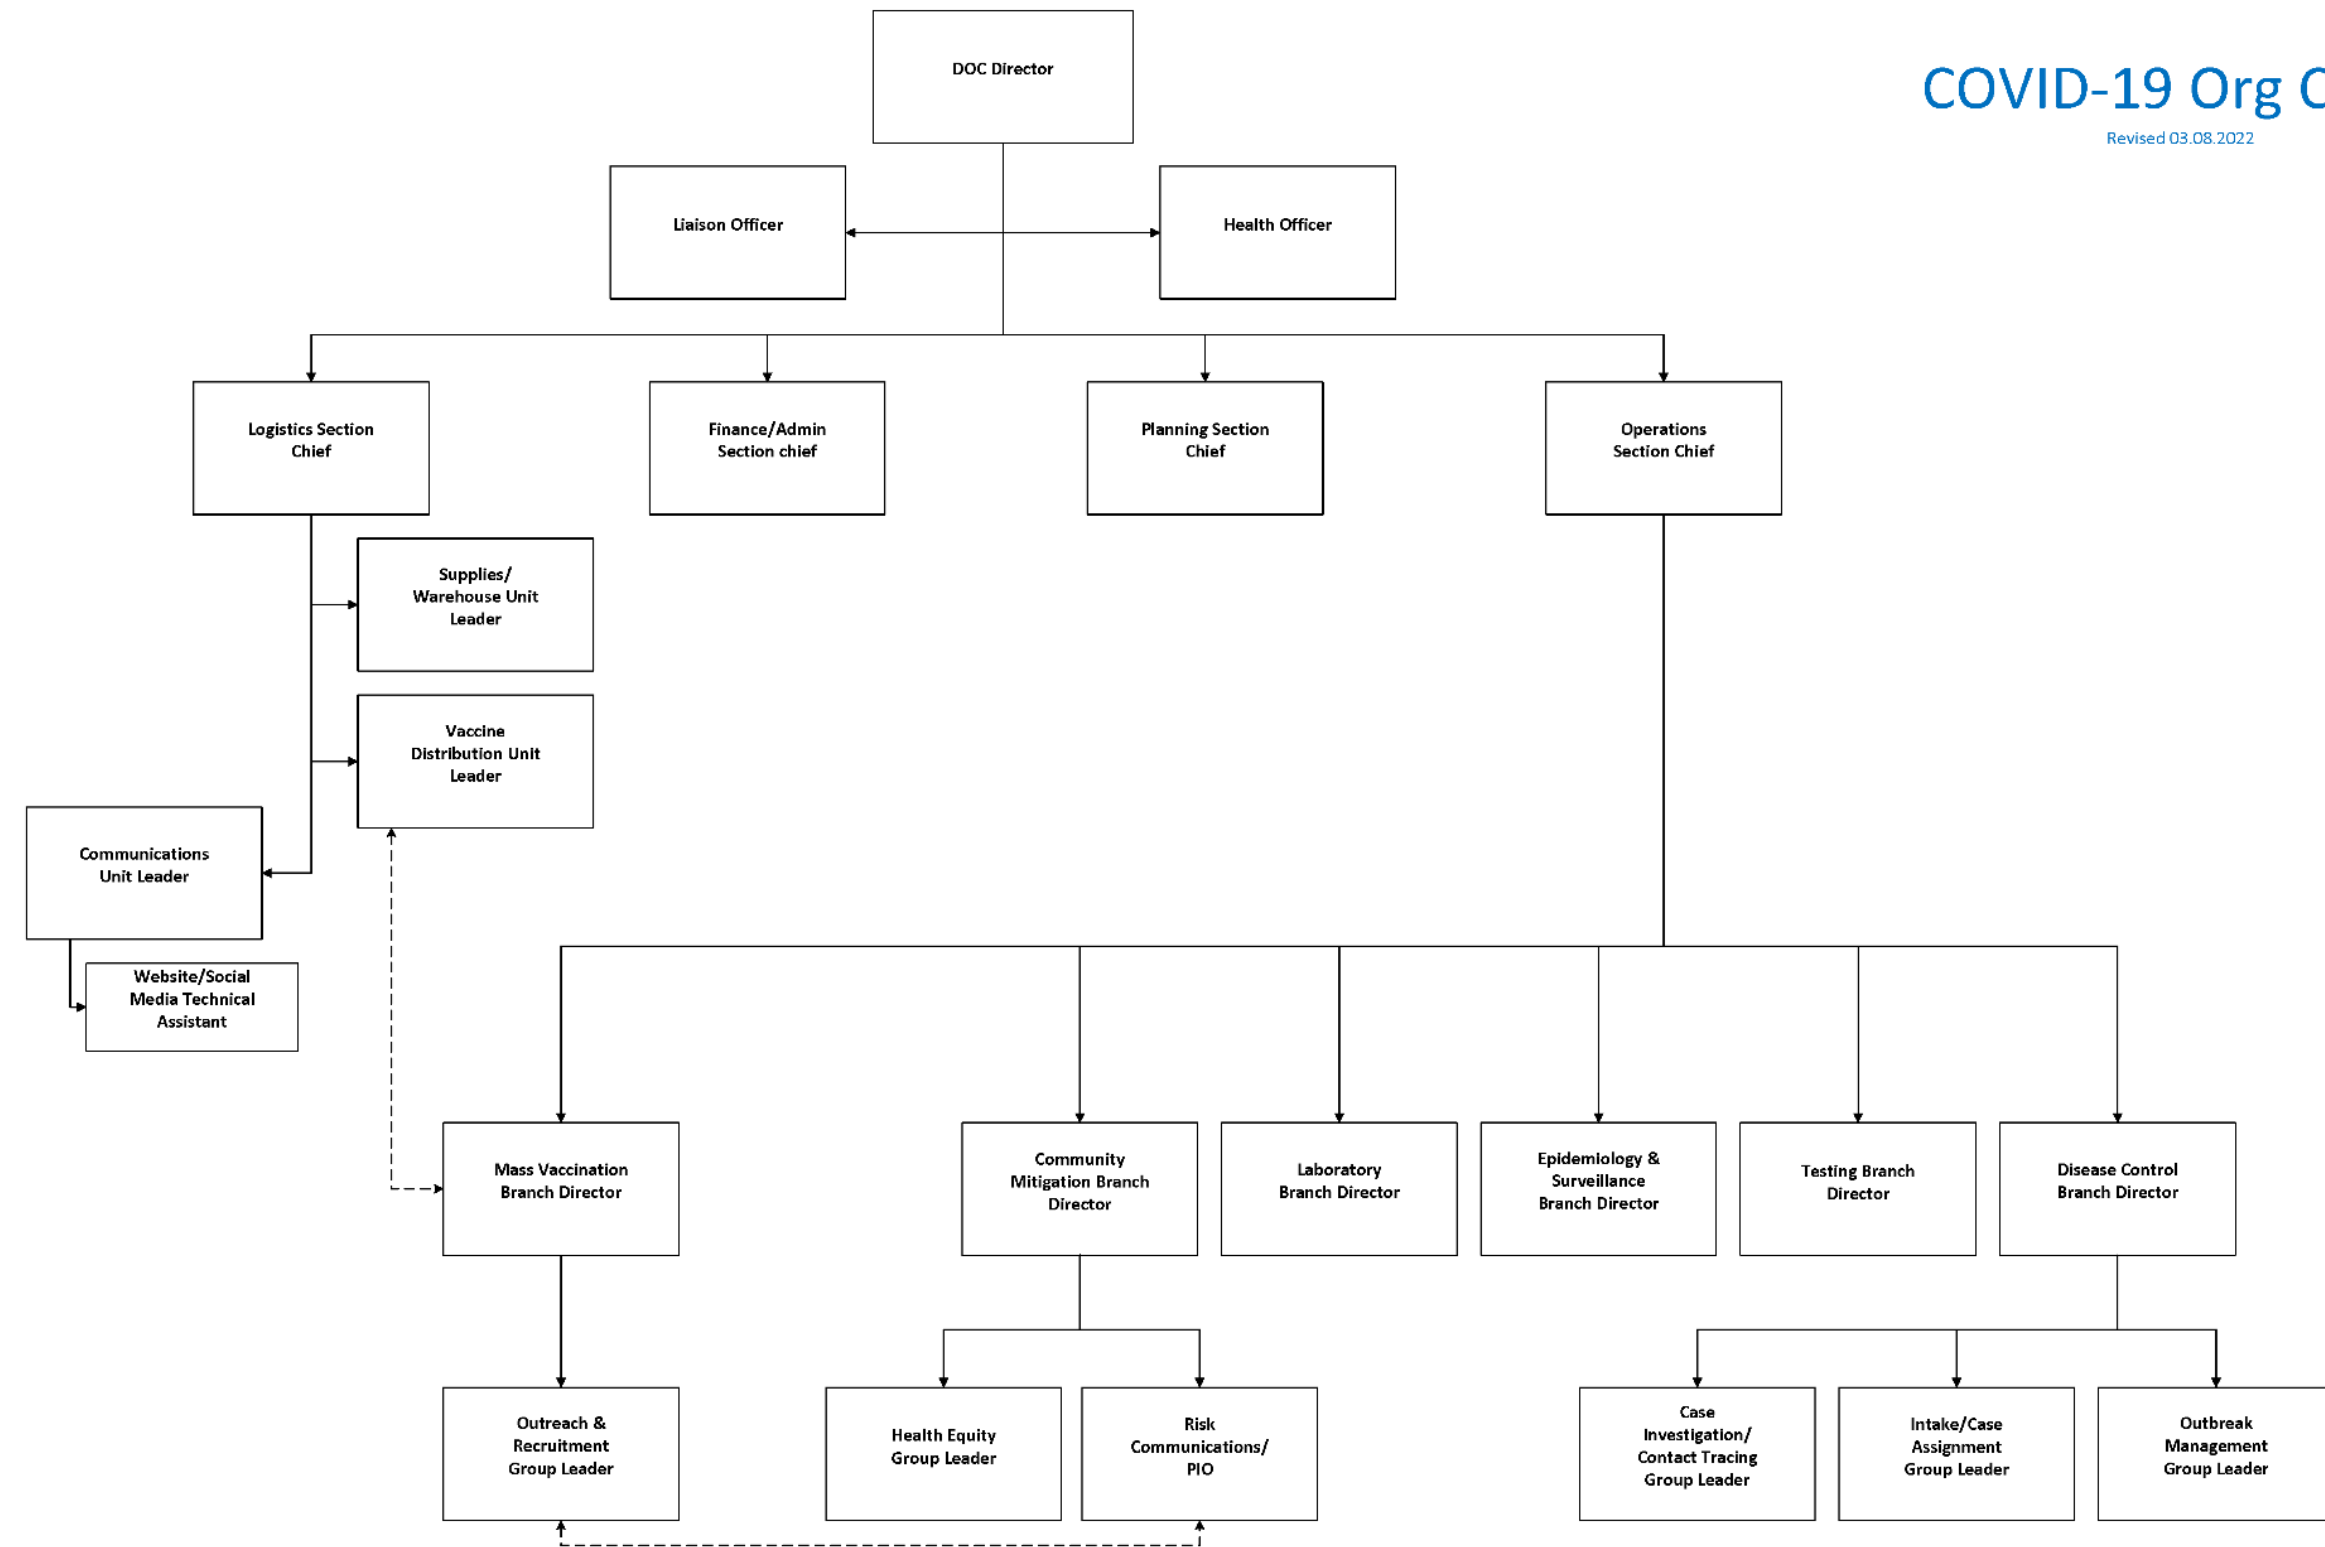 DOC Director
COVID-19 Org C
Revised 03.08.2022
Liaison Officer
Health Officer
Logistics Section
Chief
Finance/Admin
Section chief
Planning Section
Chief
Operations
Section Chief
Supplies/
Warehouse Unit
Leader
Vaccine
Distribution Unit
Leader
Communications
Unit Leader
Website/Social
Media Technical
Assistant
Mass Vaccination
Branch Director
Community
Mitigation Branch
Director
Laboratory
Branch Director
Epidemiology &
Surveillance
Branch Director
Testing Branch
Director
Disease Control
Branch Director
Outreach &
Recruitment
Group Leader
Health Equity
Group Leader
Risk
Communications/
PIO
Case
Investigation/
Contact Tracing
Group Leader
Intake/Case
Assignment
Group Leader
Outbreak
Management
Group Leader